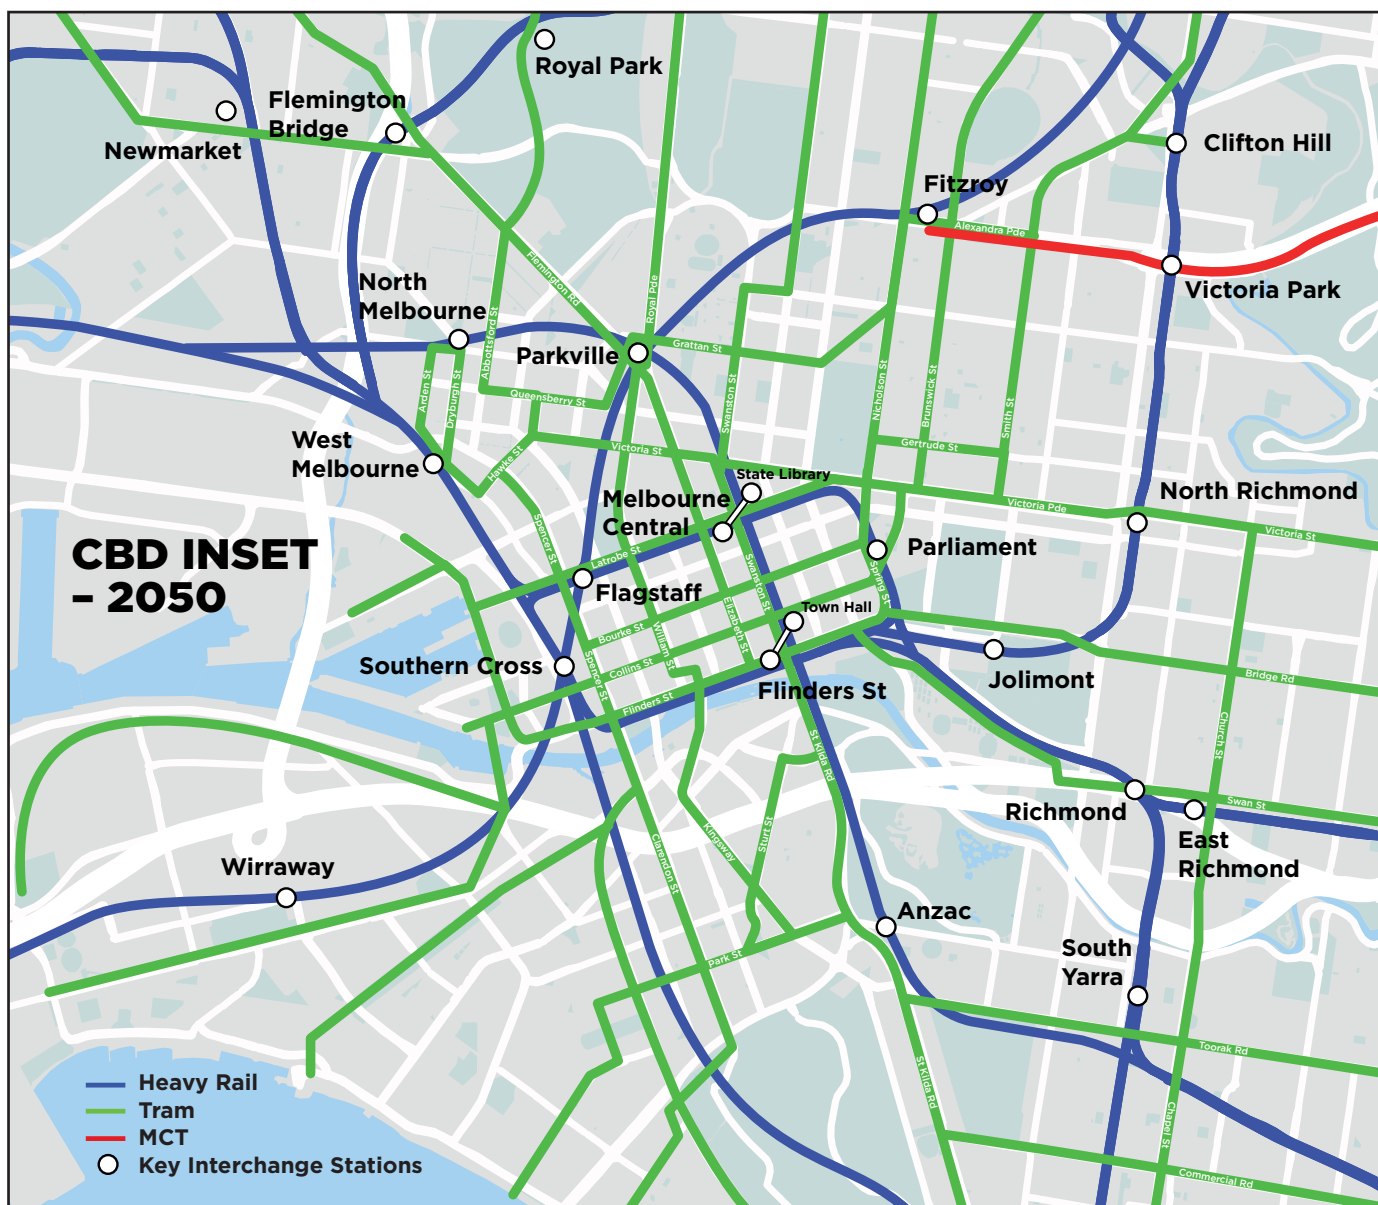 Royal Park
Flemington
Bridge
Newmarket
Clifton Hill
Fitzroy
Alexandra Pde
Flemington Rd
Royal Pde
Victoria Park
North
Melbourne
Abbottsford St
Parkville
Grattan St
Arden St
Dryburgh St
Queensberry St
Swanston St
Nicholson St
Brunswick St
Smith St
West
Melbourne
Hawke St
Victoria St
Gertrude St
State Library
Melbourne
Central
Victoria Pde
North Richmond
Victoria St
CBD INSET
– 2050
Spencer St
Latrobe St
Flagstaff
Swanston St
Parliament
Spring St
Elizabeth St
Town Hall
Bourke St
William St
Collins St
Southern Cross
Spencer St
Flinders St
Flinders St
Jolimont
Bridge Rd
Church St
St Kilda Rd
Richmond
Swan St
East
Richmond
Sturt St
Kingsway
Clarendon St
Wirraway
Anzac
Park St
South
Yarra
Toorak Rd
St Kilda Rd
Chapel St
Commercial Rd
Heavy Rail
Tram
MCT
Key Interchange Stations